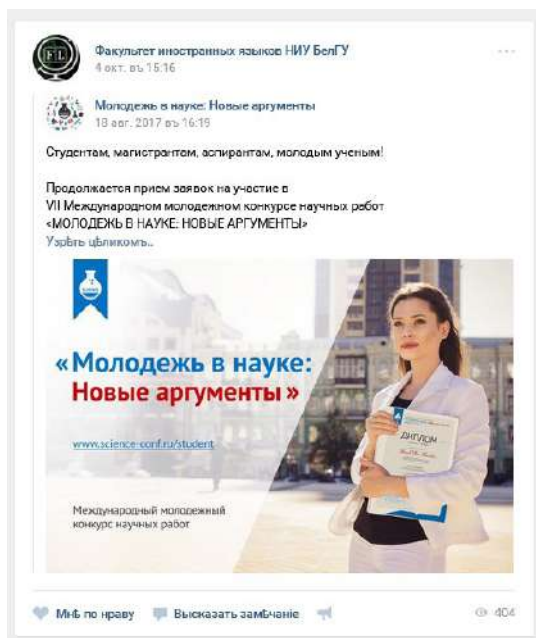 Факультет иностранных языков НИУ БелГУ
4 окт. въ 15:16
Молодежь в науке: Новые аргументы
18 авг. 2017 въ 16:19
Студентам, магистрантам, аспирантам, молодым ученым!
Продолжается прием заявок на участие в
VII Международном молодежном конкурсе научных работ
«МОЛОДЕЖЬ В НАУКЕ: НОВЫЕ АРГУМЕНТЫ»
Узрѣть цѣликомъ..
«Молодежь в науке:
Новые аргументы»
www.science-conf.ru/student
ДИПЛОМ
Международный молодежный
конкурс научных работ
Мнѣ по нраву
Высказать замѣчаніе
404